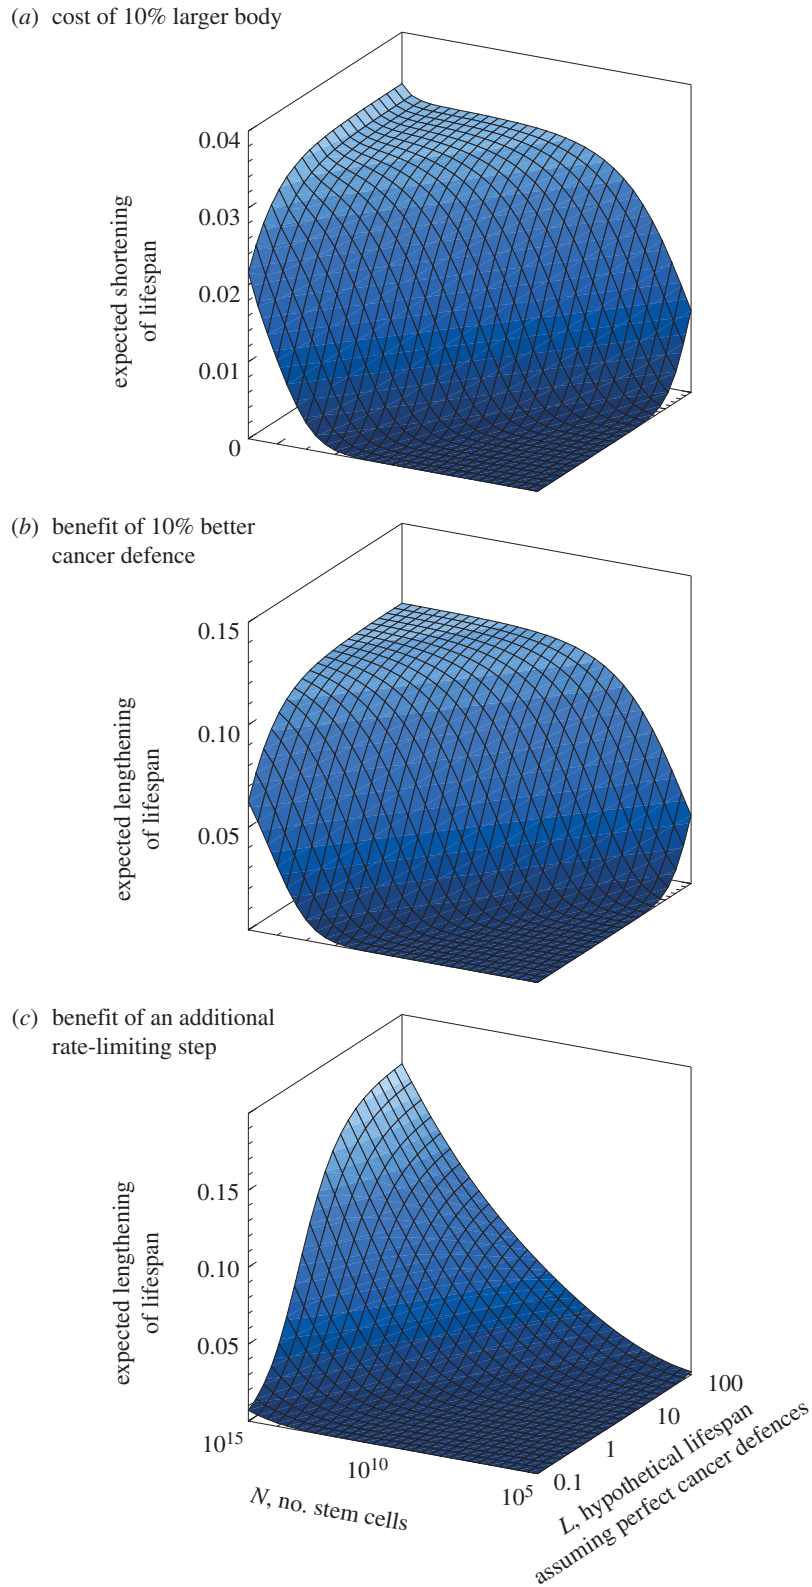 (a) cost of 10% larger body
0.04
0.03
0.02
0.01
0
expected shortening
of lifespan
(b) benefit of 10% better
cancer defence
0.15
0.10
0.05
expected lengthening
of lifespan
(c) benefit of an additional
rate-limiting step
0.15
0.10
0.05
expected lengthening
of lifespan
10¹⁵
10¹⁰
10⁵
N, no. stem cells
0.1
1
10
100
L, hypothetical lifespan
assuming perfect cancer defences